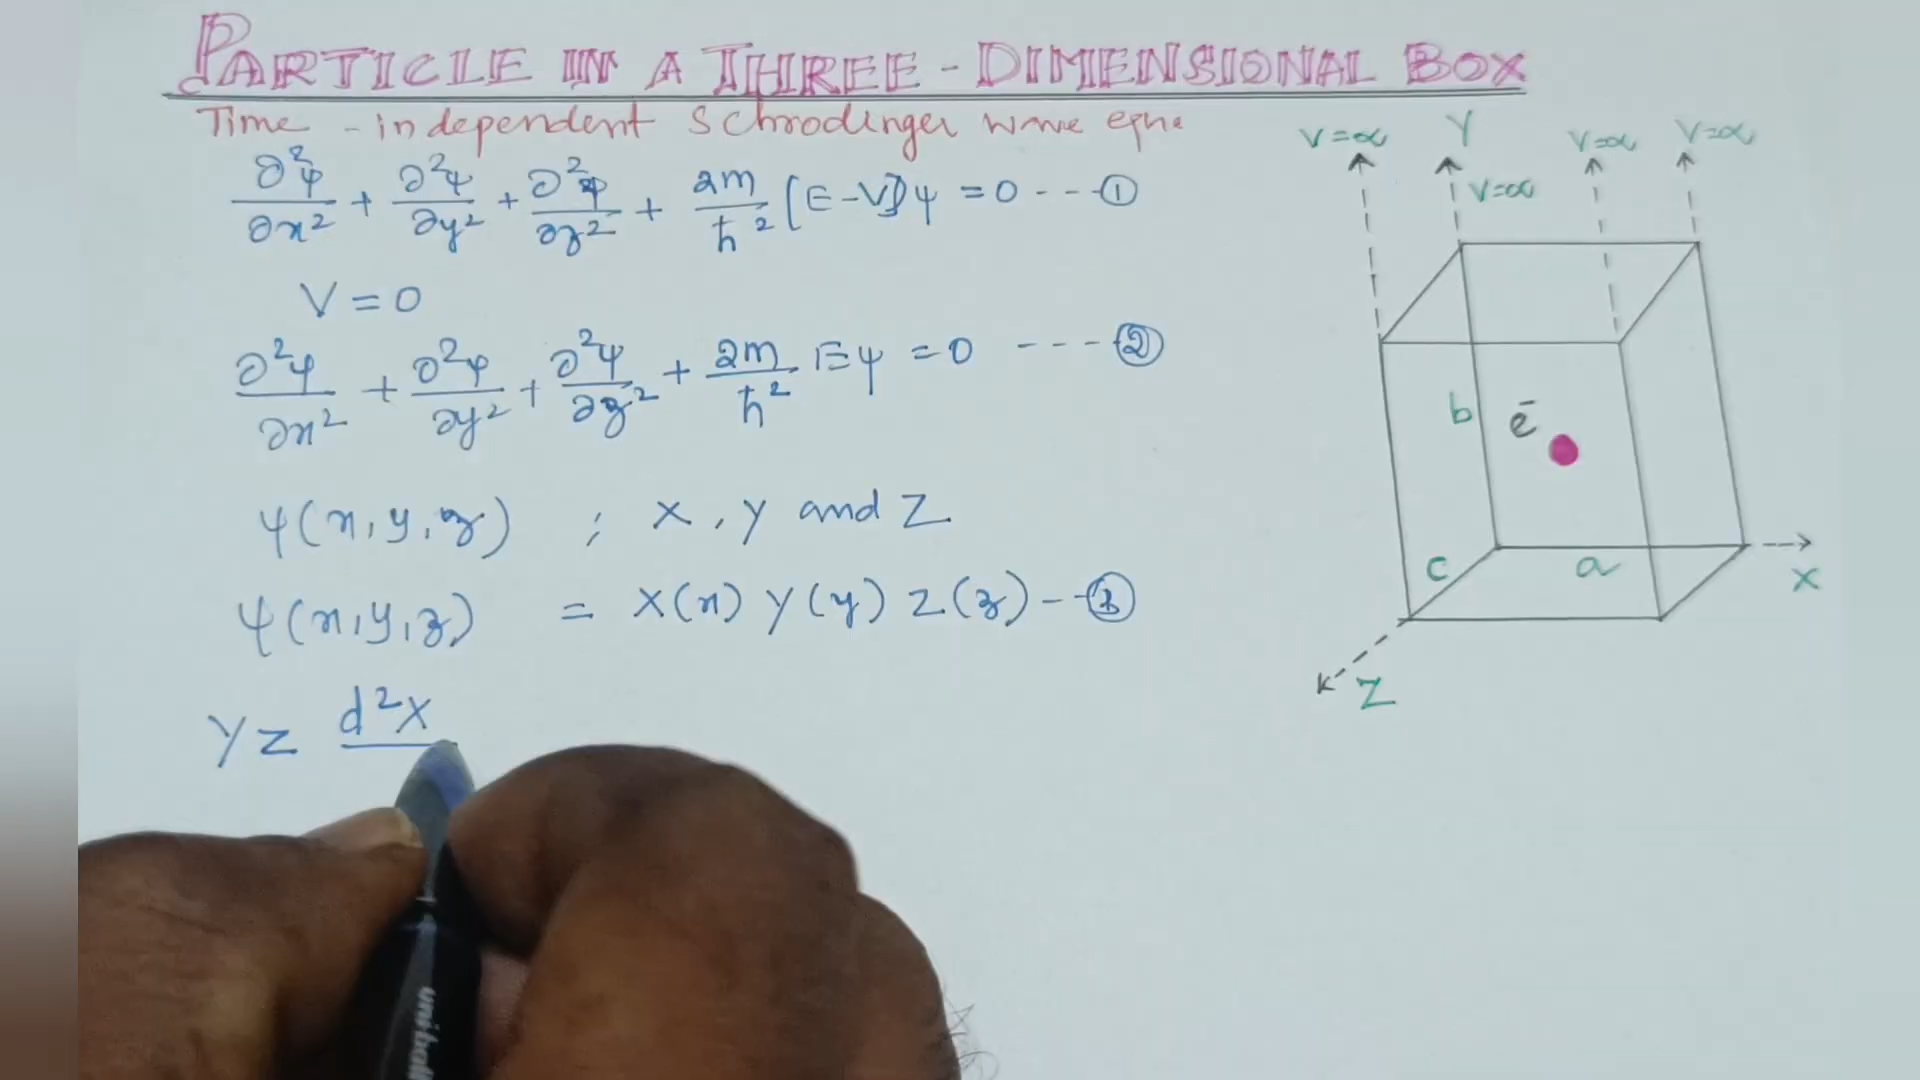 PARTICLE IN A THREE-DIMENSIONAL BOX
Time-independent Schrodinger wave eqn:
∂²ψ/∂x² + ∂²ψ/∂y² + ∂²ψ/∂z² + 2m/ħ² [E-V]ψ = 0 ---①
V = 0
∂²ψ/∂x² + ∂²ψ/∂y² + ∂²ψ/∂z² + 2m/ħ² Eψ = 0 ---②
ψ(x,y,z) ; X, Y and Z
ψ(x,y,z) = X(x) Y(y) Z(z) --③
YZ d²X
V=∝
Y
V=∝
V=∝
V=∝
b
e̅
c
a
X
Z
uniball